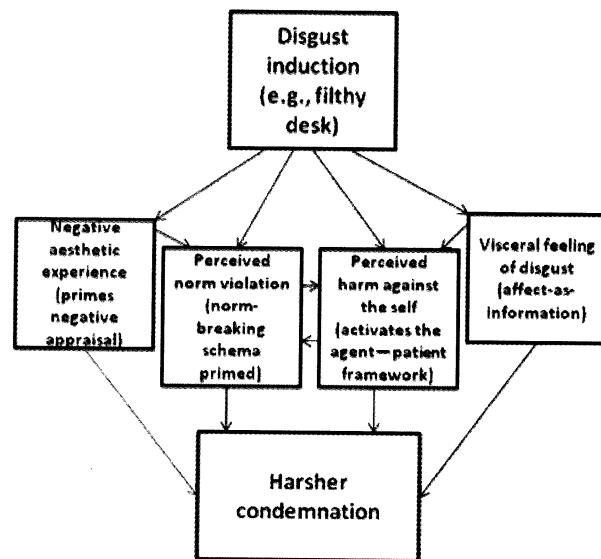 Disgust
induction
(e.g., filthy
desk)
Negative
aesthetic
experience
(primes
negative
appraisal)
Perceived
norm violation
(norm-
breaking
schema
primed)
Perceived
harm against
the self
(activates the
agent—patient
framework)
Visceral feeling
of disgust
(affect-as-
information)
Harsher
condemnation